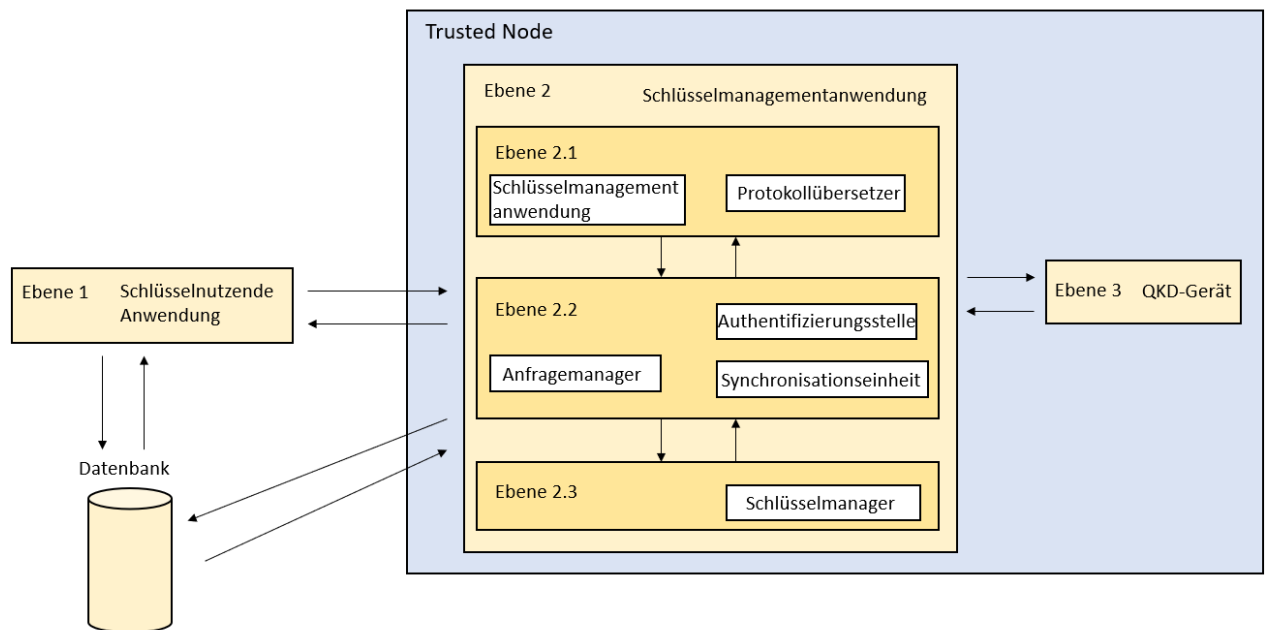 Trusted Node
Ebene 2
Schlüsselmanagementanwendung
Ebene 2.1
Schlüsselmanagement
anwendung
Protokollübersetzer
Ebene 1
Schlüsselnutzende
Anwendung
Ebene 2.2
Authentifizierungsstelle
Anfragemanager
Synchronisationseinheit
Ebene 3
QKD-Gerät
Datenbank
Ebene 2.3
Schlüsselmanager